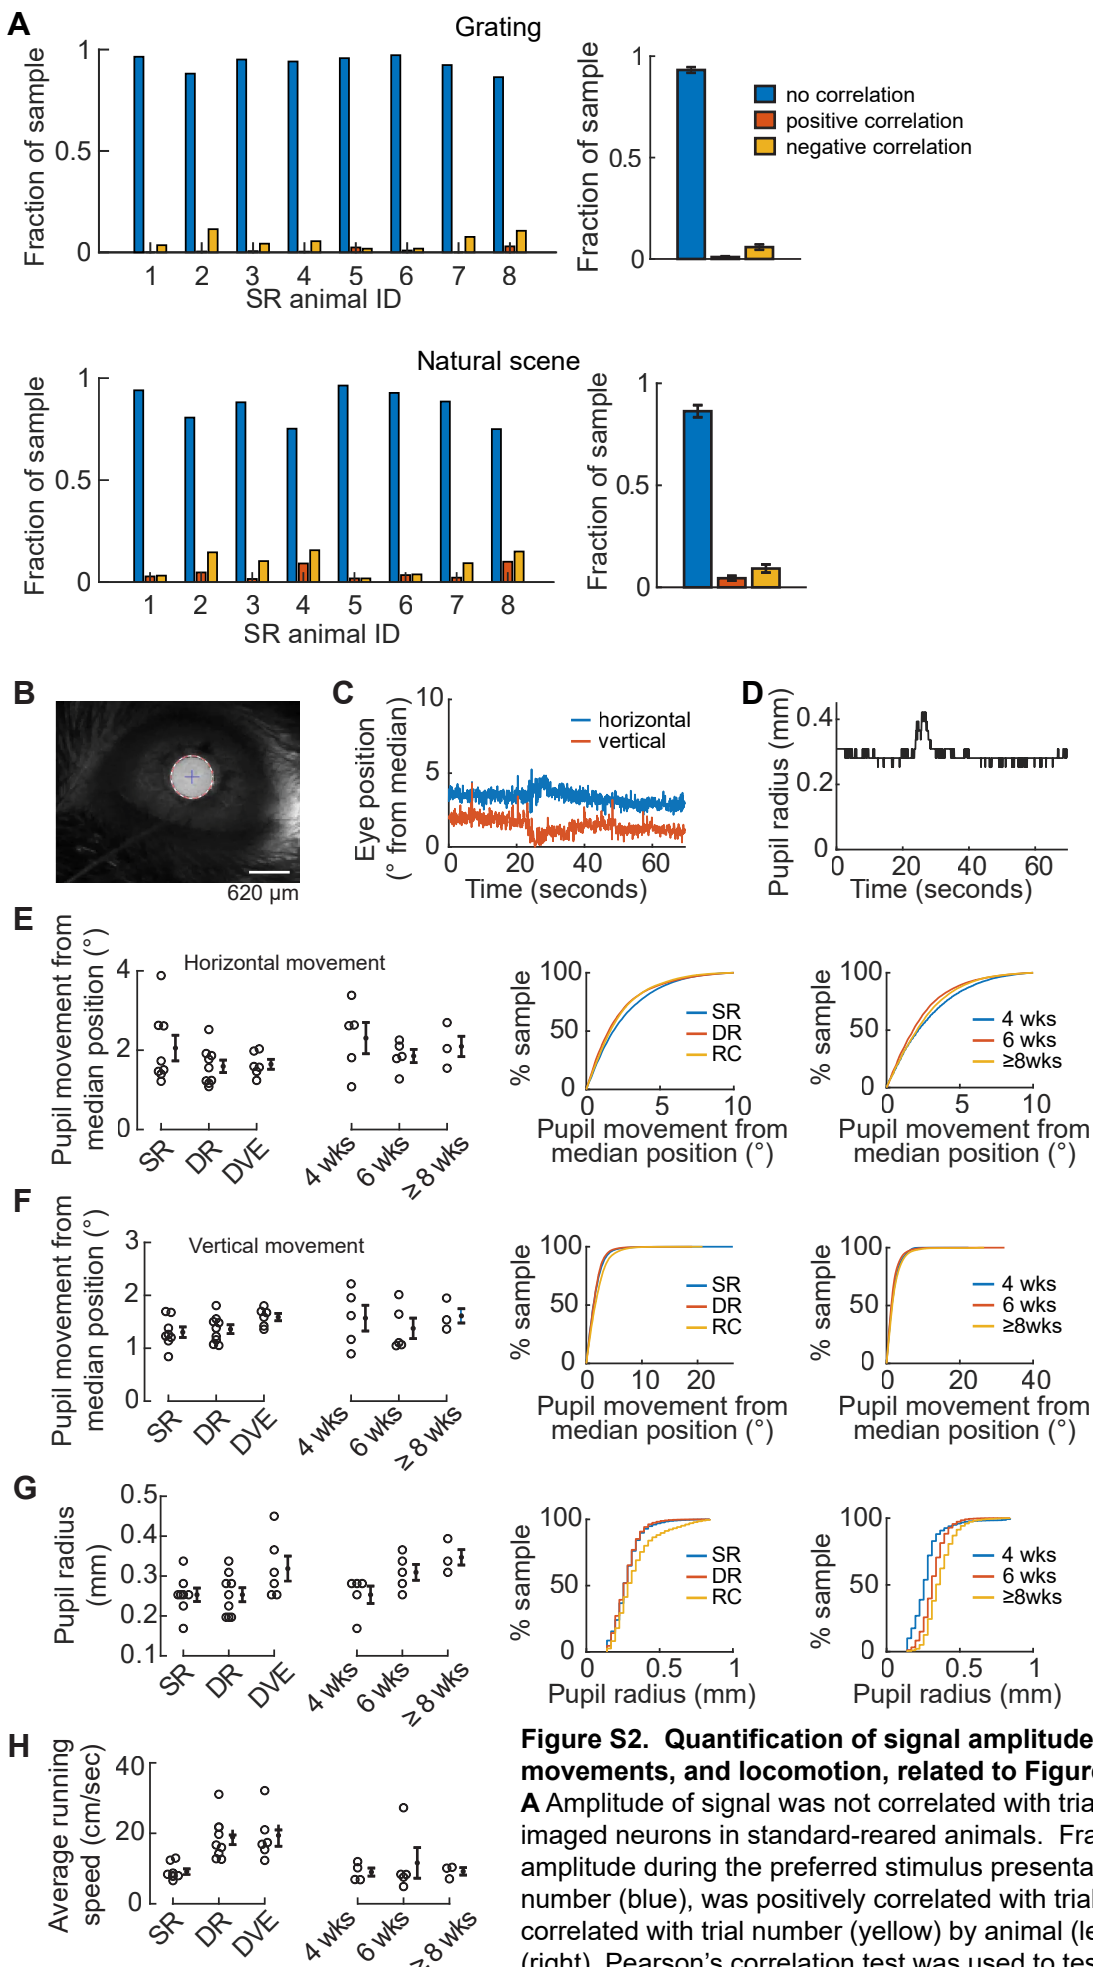 A
Grating
Fraction of sample
1
0.5
0
1 2 3 4 5 6 7 8
SR animal ID
Fraction of sample
1
0.5
0
no correlation
positive correlation
negative correlation
Natural scene
Fraction of sample
1
0.5
0
1 2 3 4 5 6 7 8
SR animal ID
Fraction of sample
1
0.5
0
B
620 µm
C
Eye position
(° from median)
10
5
0
0 20 40 60
Time (seconds)
horizontal
vertical
D
Pupil radius (mm)
0.4
0.2
0
0 20 40 60
Time (seconds)
E
Pupil movement from
median position (°)
Horizontal movement
4
2
0
SR DR DVE 4 wks 6 wks ≥ 8 wks
% sample
100
50
0
0 5 10
Pupil movement from
median position (°)
SR
DR
RC
% sample
100
50
0
0 5 10
Pupil movement from
median position (°)
4 wks
6 wks
≥8wks
F
Pupil movement from
median position (°)
Vertical movement
3
2
1
0
SR DR DVE 4 wks 6 wks ≥ 8 wks
% sample
100
50
0
0 10 20
Pupil movement from
median position (°)
SR
DR
RC
% sample
100
50
0
0 20 40
Pupil movement from
median position (°)
4 wks
6 wks
≥8wks
G
Pupil radius
(mm)
0.5
0.4
0.3
0.2
0.1
SR DR DVE 4 wks 6 wks ≥ 8 wks
% sample
100
50
0
0 0.5 1
Pupil radius (mm)
SR
DR
RC
% sample
100
50
0
0 0.5 1
Pupil radius (mm)
4 wks
6 wks
≥8wks
H
Average running
speed (cm/sec)
40
20
0
SR DR DVE 4 wks 6 wks ≥ 8 wks
Figure S2. Quantification of signal amplitude
movements, and locomotion, related to Figur
A Amplitude of signal was not correlated with tria
imaged neurons in standard-reared animals. Fra
amplitude during the preferred stimulus presenta
number (blue), was positively correlated with trial
correlated with trial number (yellow) by animal (le
(right). Pearson's correlation test was used to tes